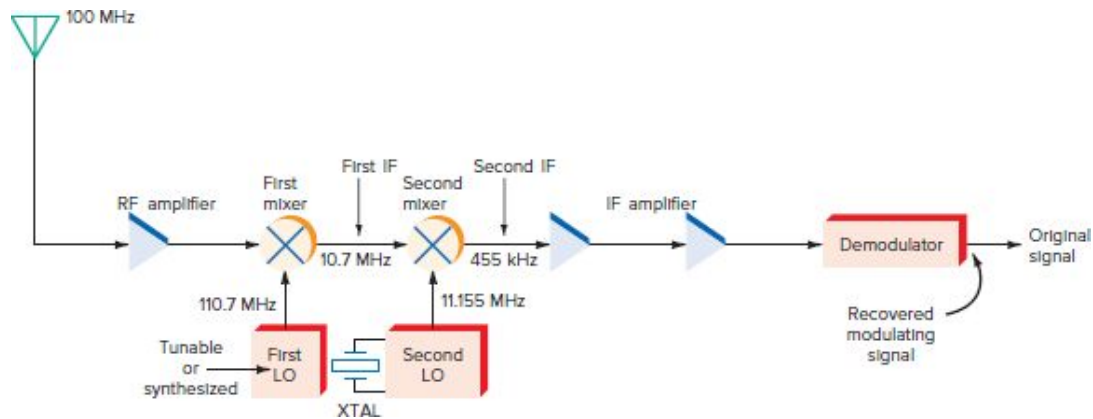 100 MHz
First IF
Second IF
First
mixer
Second
mixer
RF amplifier
IF amplifier
10.7 MHz
455 kHz
Demodulator
Original
signal
110.7 MHz
11.155 MHz
Recovered
modulating
signal
Tunable
or
synthesized
First
LO
Second
LO
XTAL